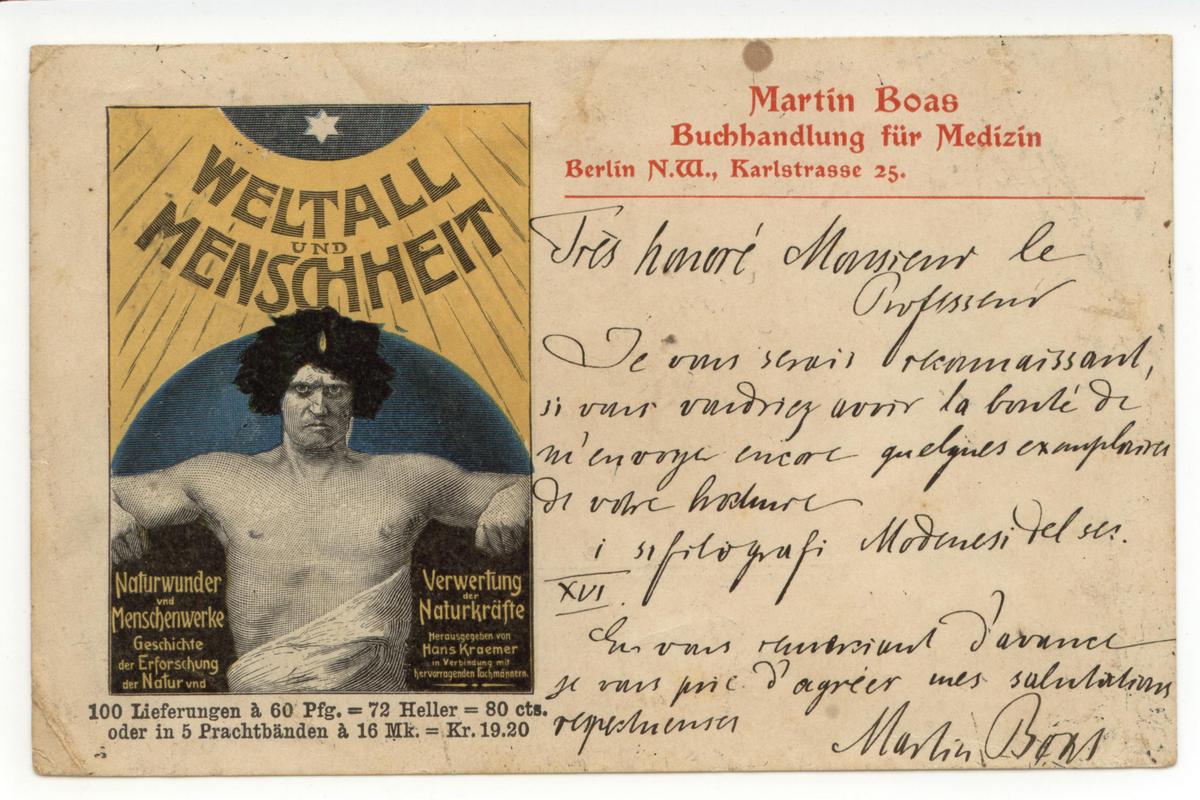 WELTALL
UND
MENSCHHEIT
Naturwunder
und
Menschenwerke
Geschichte
der Erforschung
der Natur und
Verwertung
der
Naturkräfte
Herausgegeben von
Hans Kraemer
in Verbindung mit
hervorragenden Fachmännern
100 Lieferungen à 60 Pfg. = 72 Heller = 80 cts.
oder in 5 Prachtbänden à 16 Mk. = Kr. 19.20
Martin Boas
Buchhandlung für Medizin
Berlin N.W., Karlstrasse 25.
Très honoré Monsieur le
Professeur
Je vous serais reconnaissant,
si vous voudriez avoir la bonté de
m'envoyer encore quelques exemplaires
de votre brochure
i sifilografi Modenesi del sec.
XVI.
En vous remerciant d'avance
je vous prie d'agréer mes salutations
respectueuses
Martin Boas